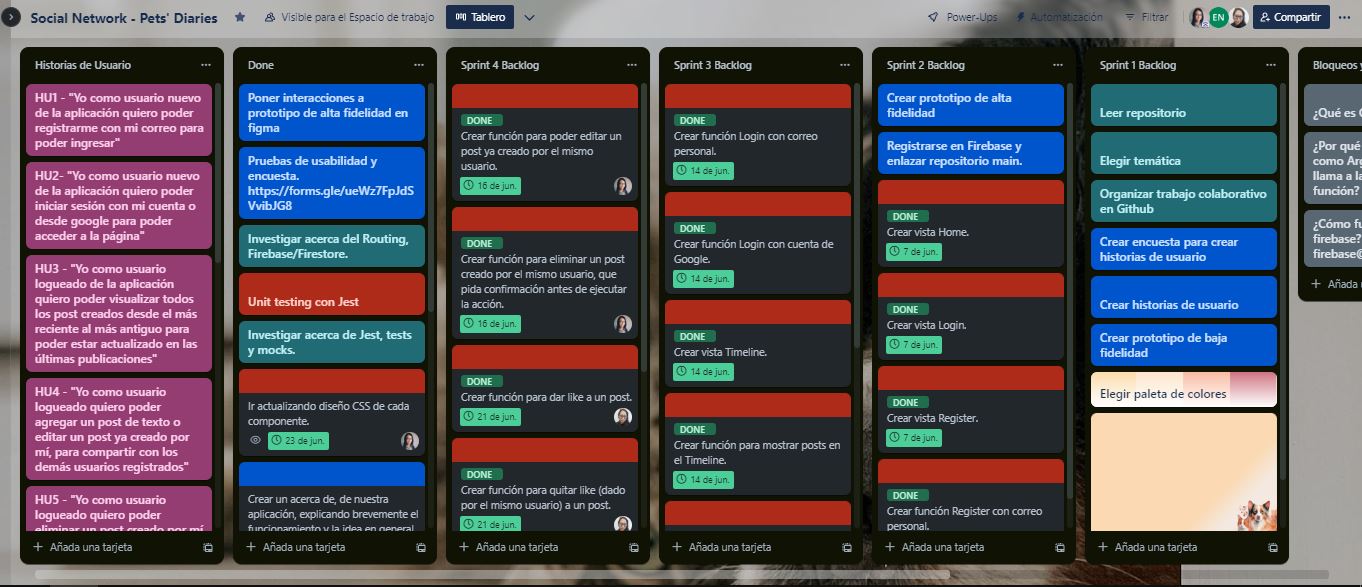 Social Network - Pets' Diaries
Visible para el Espacio de trabajo
Tablero
Power-Ups
Automatización
Filtrar
EN
Compartir
Historias de Usuario
HU1 - "Yo como usuario nuevo
de la aplicación quiero poder
registrarme con mi correo para
poder ingresar"
HU2- "Yo como usuario nuevo
de la aplicación quiero poder
iniciar sesión con mi cuenta o
desde google para poder
acceder a la página"
HU3 - "Yo como usuario
logueado de la aplicación
quiero poder visualizar todos
los post creados desde el más
reciente al más antiguo para
poder estar actualizado en las
últimas publicaciones"
HU4 - "Yo como usuario
logueado quiero poder
agregar un post de texto o
editar un post ya creado por
mí, para compartir con los
demás usuarios registrados"
HU5 - "Yo como usuario
logueado quiero poder
eliminar un post creado por mí
Añada una tarjeta
Done
Poner interacciones a
prototipo de alta fidelidad en
figma
Pruebas de usabilidad y
encuesta.
https://forms.gle/ueWz7FpJdS
VvibJG8
Investigar acerca del Routing,
Firebase/Firestore.
Unit testing con Jest
Investigar acerca de Jest, tests
y mocks.
Ir actualizando diseño CSS de cada
componente.
23 de jun.
Crear un acerca de, de nuestra
aplicación, explicando brevemente el
funcionamiento y la idea en general
Añada una tarjeta
Sprint 4 Backlog
DONE
Crear función para poder editar un
post ya creado por el mismo
usuario.
16 de jun.
DONE
Crear función para eliminar un post
creado por el mismo usuario, que
pida confirmación antes de ejecutar
la acción.
16 de jun.
DONE
Crear función para dar like a un post.
21 de jun.
DONE
Crear función para quitar like (dado
por el mismo usuario) a un post.
21 de jun.
Añada una tarjeta
Sprint 3 Backlog
DONE
Crear función Login con correo
personal.
14 de jun.
DONE
Crear función Login con cuenta de
Google.
14 de jun.
DONE
Crear vista Timeline.
14 de jun.
DONE
Crear función para mostrar posts en
el Timeline.
14 de jun.
Añada una tarjeta
Sprint 2 Backlog
Crear prototipo de alta
fidelidad
Registrarse en Firebase y
enlazar repositorio main.
DONE
Crear vista Home.
7 de jun.
DONE
Crear vista Login.
7 de jun.
DONE
Crear vista Register.
7 de jun.
DONE
Crear función Register con correo
personal.
Añada una tarjeta
Sprint 1 Backlog
Leer repositorio
Elegir temática
Organizar trabajo colaborativo
en Github
Crear encuesta para crear
historias de usuario
Crear historias de usuario
Crear prototipo de baja
fidelidad
Elegir paleta de colores
Añada una tarjeta
Bloqueos y
¿Qué es
¿Por qué
como Arg
llama a la
función?
¿Cómo fu
firebase?
firebase@
Añada